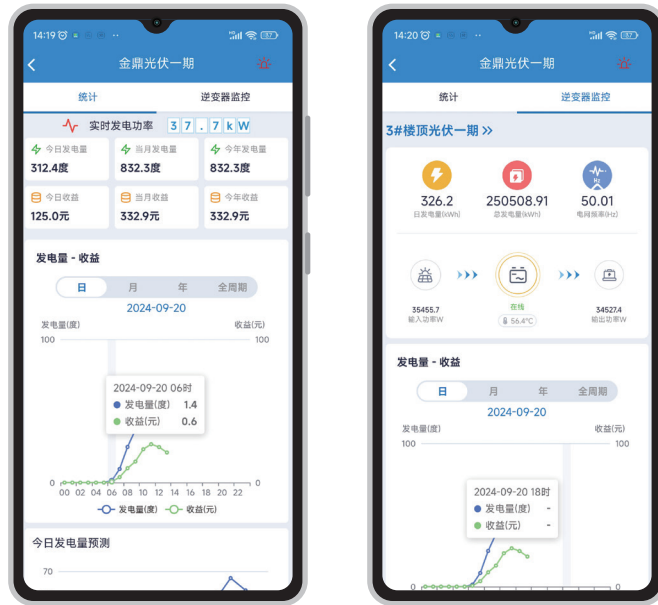 14:19
HD 5G 87
金鼎光伏一期
统计 逆变器监控
实时发电功率 37.7kW
今日发电量 当月发电量 今年发电量
312.4度 832.3度 832.3度
今日收益 当月收益 今年收益
125.0元 332.9元 332.9元
发电量 - 收益
日 月 年 全周期
2024-09-20
发电量(度) 收益(元)
100 100
2024-09-20 06时
发电量(度) 1.4
收益(元) 0.6
0 0
00 02 04 06 08 10 12 14 16 18 20 22
发电量(度) 收益(元)
今日发电量预测
70
14:20
87
金鼎光伏一期
统计 逆变器监控
3#楼顶光伏一期 >>
Hz
326.2 250508.91 50.01
日发电量(kWh) 总发电量(kWh) 电网频率(Hz)
在线
35455.7 34527.4
输入功率W 56.4°C 输出功率W
发电量 - 收益
日 月 年 全周期
2024-09-20
发电量(度) 收益(元)
100 100
2024-09-20 18时
发电量(度) -
收益(元) -
0 0